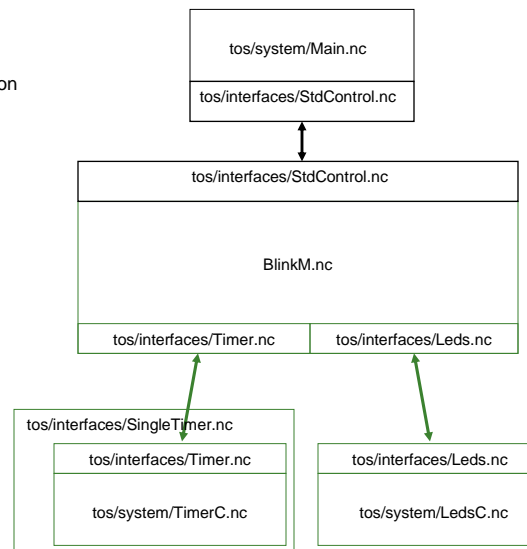 tos/system/Main.nc
on
tos/interfaces/StdControl.nc
tos/interfaces/StdControl.nc
BlinkM.nc
tos/interfaces/Timer.nc
tos/interfaces/Leds.nc
tos/interfaces/SingleTimer.nc
tos/interfaces/Timer.nc
tos/interfaces/Leds.nc
tos/system/TimerC.nc
tos/system/LedsC.nc